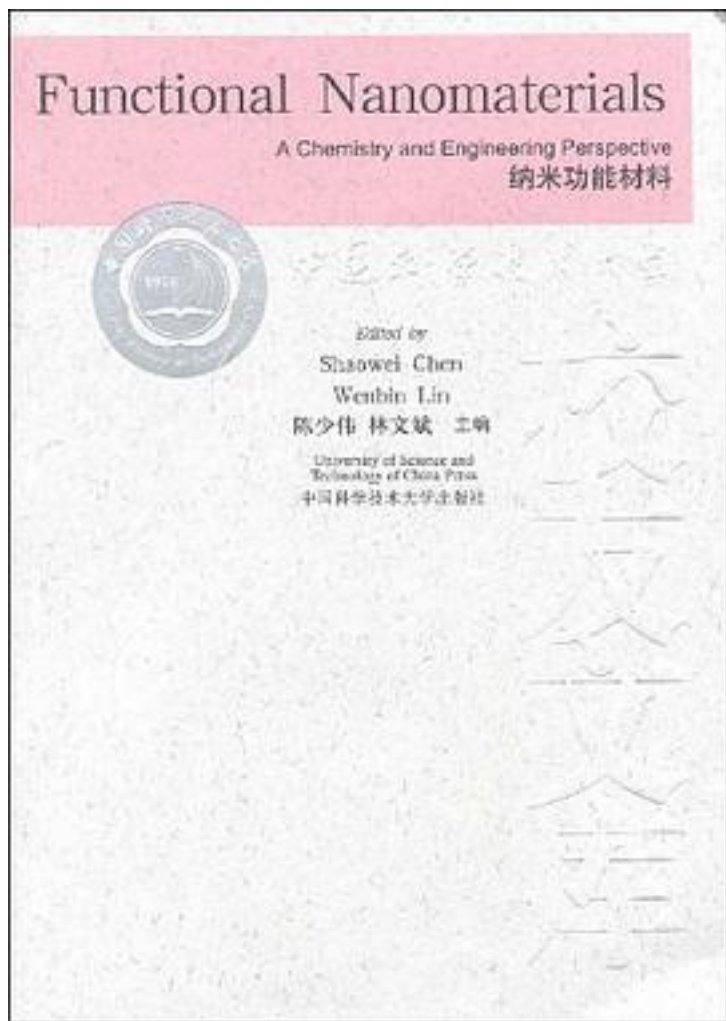 Functional Nanomaterials
A Chemistry and Engineering Perspective
纳米功能材料
1958
Edited by
Shaowei Chen
Wenbin Lin
陈少伟 林文斌 主编
University of Science and
Technology of China Press
中国科学技术大学出版社